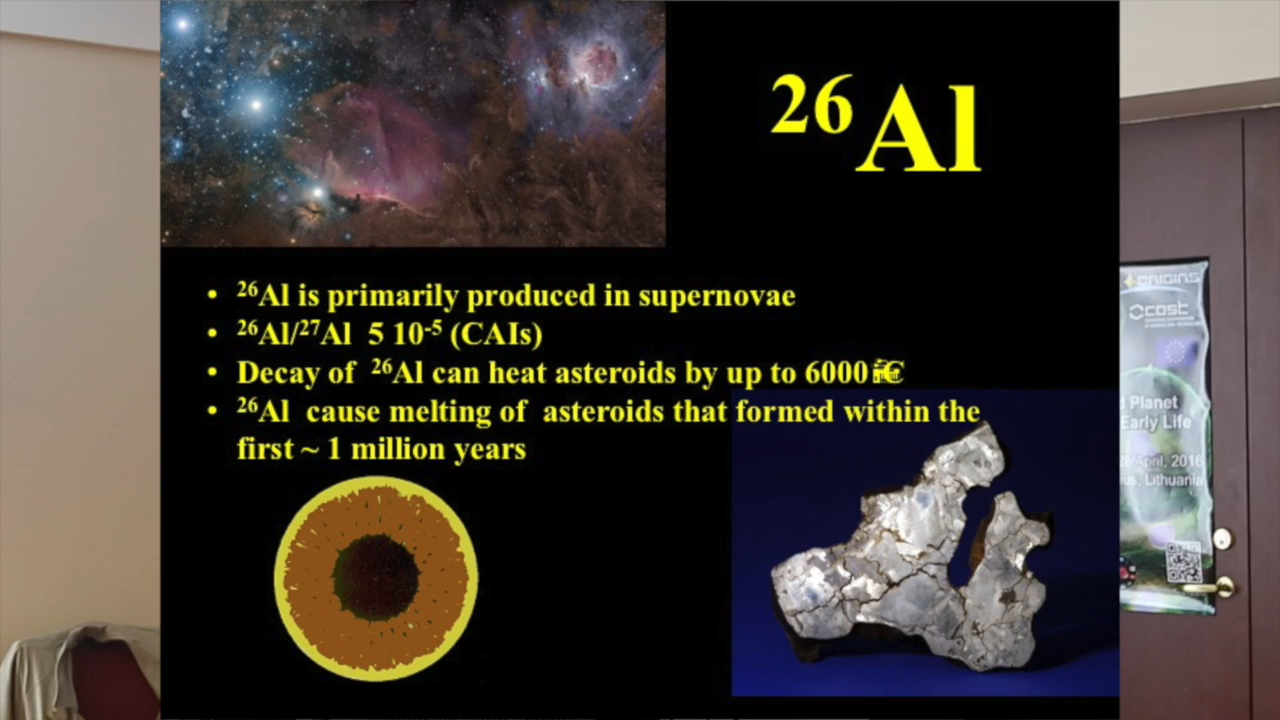 ²⁶Al
• ²⁶Al is primarily produced in supernovae
• ²⁶Al/²⁷Al 5 10⁻⁵ (CAIs)
• Decay of ²⁶Al can heat asteroids by up to 6000
• ²⁶Al cause melting of asteroids that formed within the
first ~ 1 million years
ORIGINS
cost
Planet
Early Life
April, 2016
Lithuania